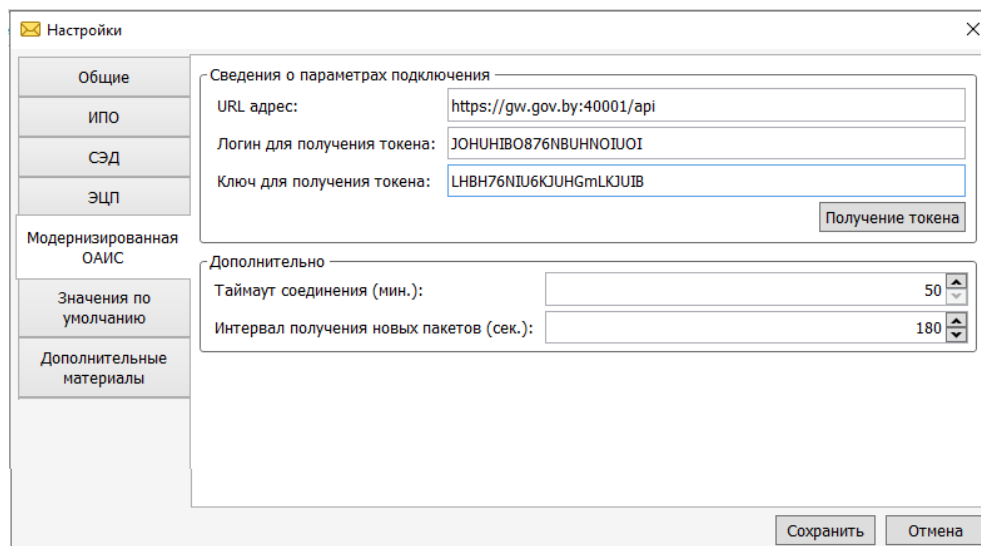 Настройки
Общие
ИПО
СЭД
ЭЦП
Модернизированная
ОАИС
Значения по
умолчанию
Дополнительные
материалы
Сведения о параметрах подключения
URL адрес: https://gw.gov.by:40001/api
Логин для получения токена: JOHUHIBO876NBUHNOIUOI
Ключ для получения токена: LHBH76NIU6KJUHGmLKJUIB
Получение токена
Дополнительно
Таймаут соединения (мин.): 50
Интервал получения новых пакетов (сек.): 180
Сохранить Отмена